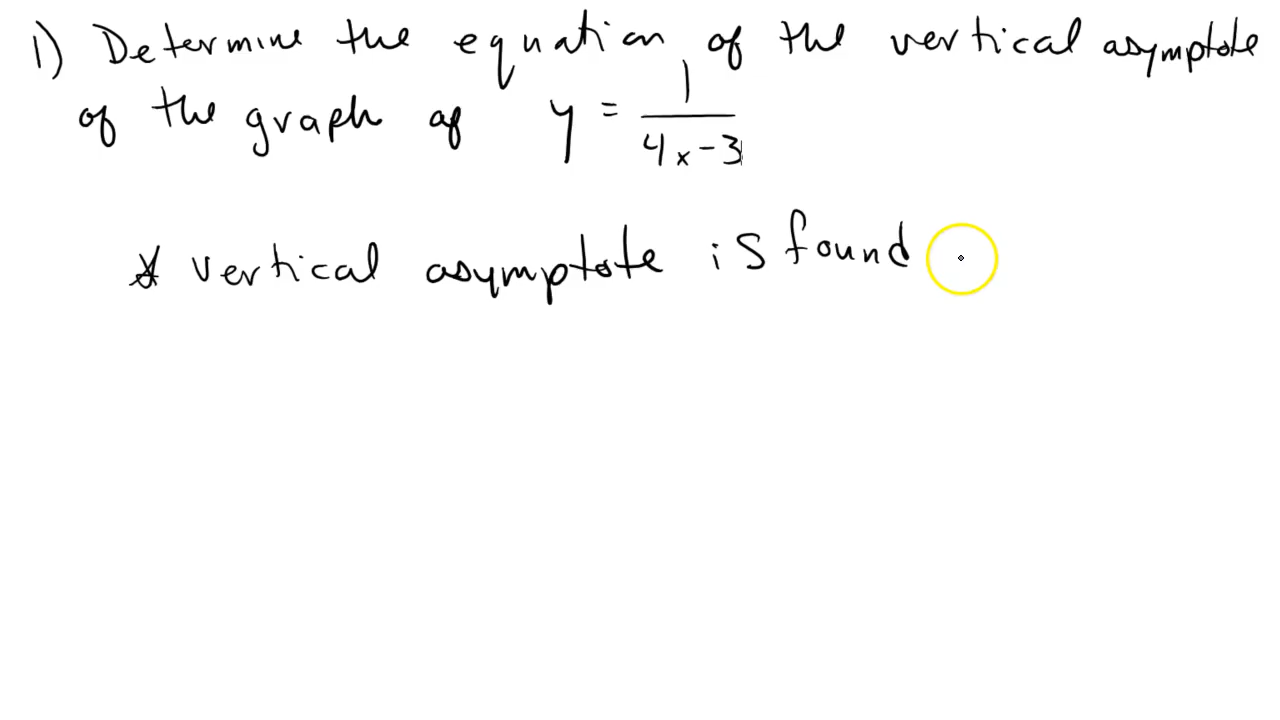 1) Determine the equation of the vertical asymptote
of the graph of y = 1/(4x-3)
* vertical asymptote is found